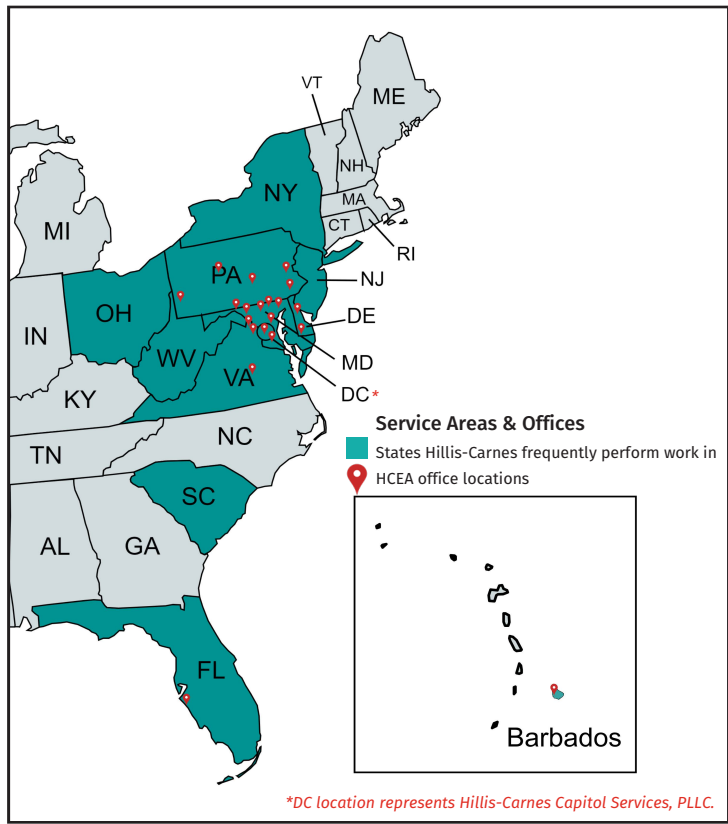 VT
ME
NH
NY
MA
CT
MI
RI
PA
NJ
OH
DE
IN
WV
MD
VA
DC*
KY
NC
TN
SC
AL
GA
FL
Service Areas & Offices
States Hillis-Carnes frequently perform work in
HCEA office locations
Barbados
*DC location represents Hillis-Carnes Capitol Services, PLLC.